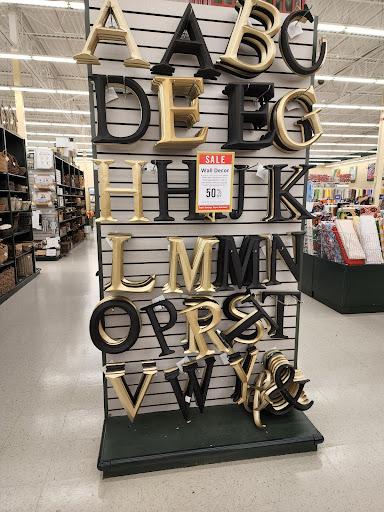 A A B C
D E E G
H H J K
SALE
Wall Decor
50
L M M N
O P R S T
V W Y &